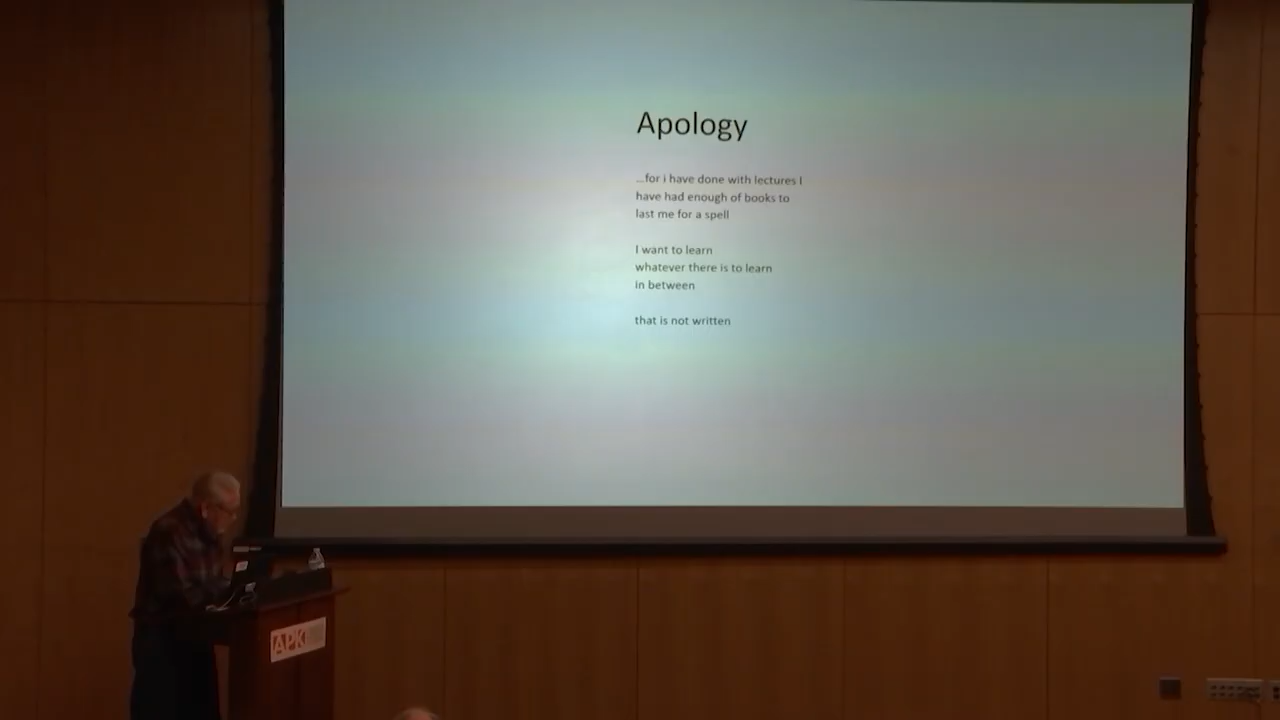 Apology
...for i have done with lectures I
have had enough of books to
last me for a spell
I want to learn
whatever there is to learn
in between
that is not written
APK